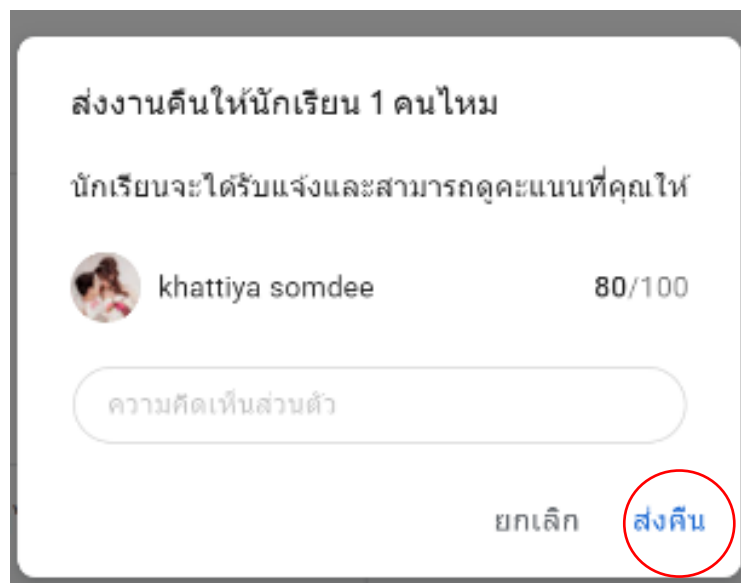 ส่งงานคืนให้นักเรียน 1 คนไหม
นักเรียนจะได้รับแจ้งและสามารถดูคะแนนที่คุณให้
khattiya somdee 80/100
ความคิดเห็นส่วนตัว
ยกเลิก ส่งคืน